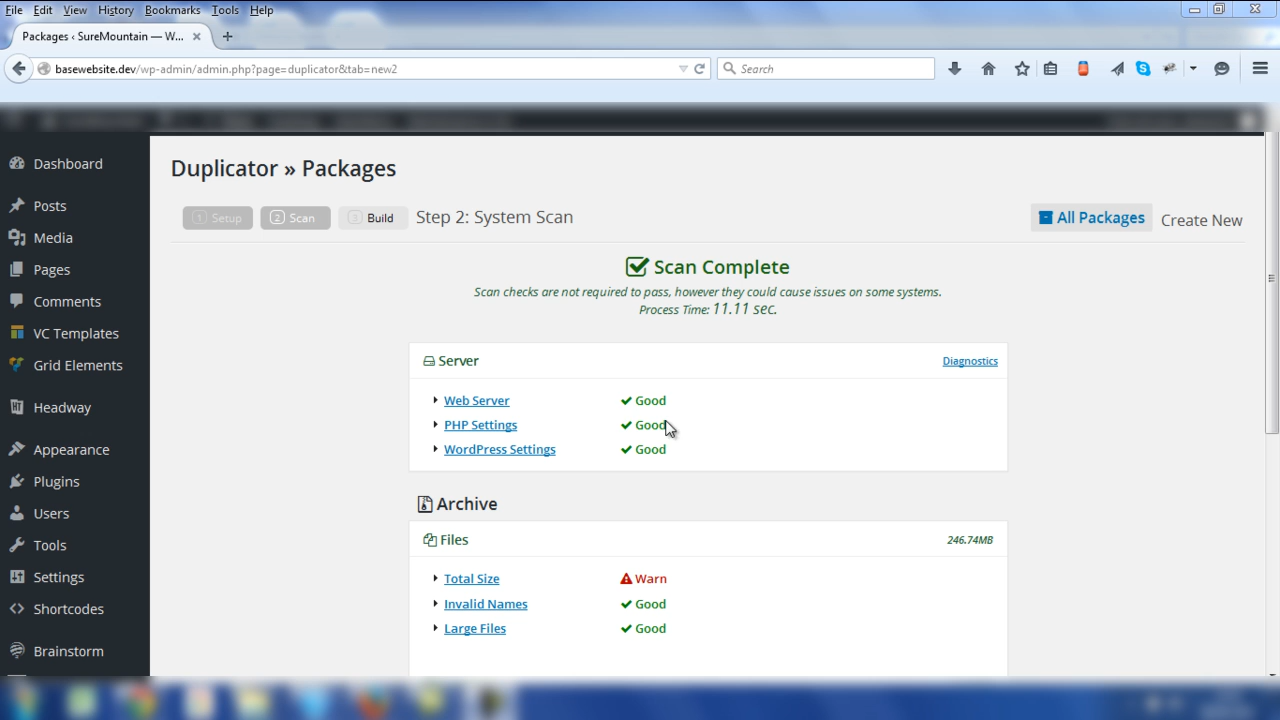 File Edit View History Bookmarks Tools Help
Packages ‹ SureMountain — W...
basewebsite.dev/wp-admin/admin.php?page=duplicator&tab=new2
Search
Dashboard
Posts
Media
Pages
Comments
VC Templates
Grid Elements
Headway
Appearance
Plugins
Users
Tools
Settings
Shortcodes
Brainstorm
Duplicator » Packages
1 Setup 2 Scan 3 Build Step 2: System Scan All Packages Create New
Scan Complete
Scan checks are not required to pass, however they could cause issues on some systems.
Process Time: 11.11 sec.
Server Diagnostics
Web Server Good
PHP Settings Good
WordPress Settings Good
Archive
Files 246.74MB
Total Size Warn
Invalid Names Good
Large Files Good